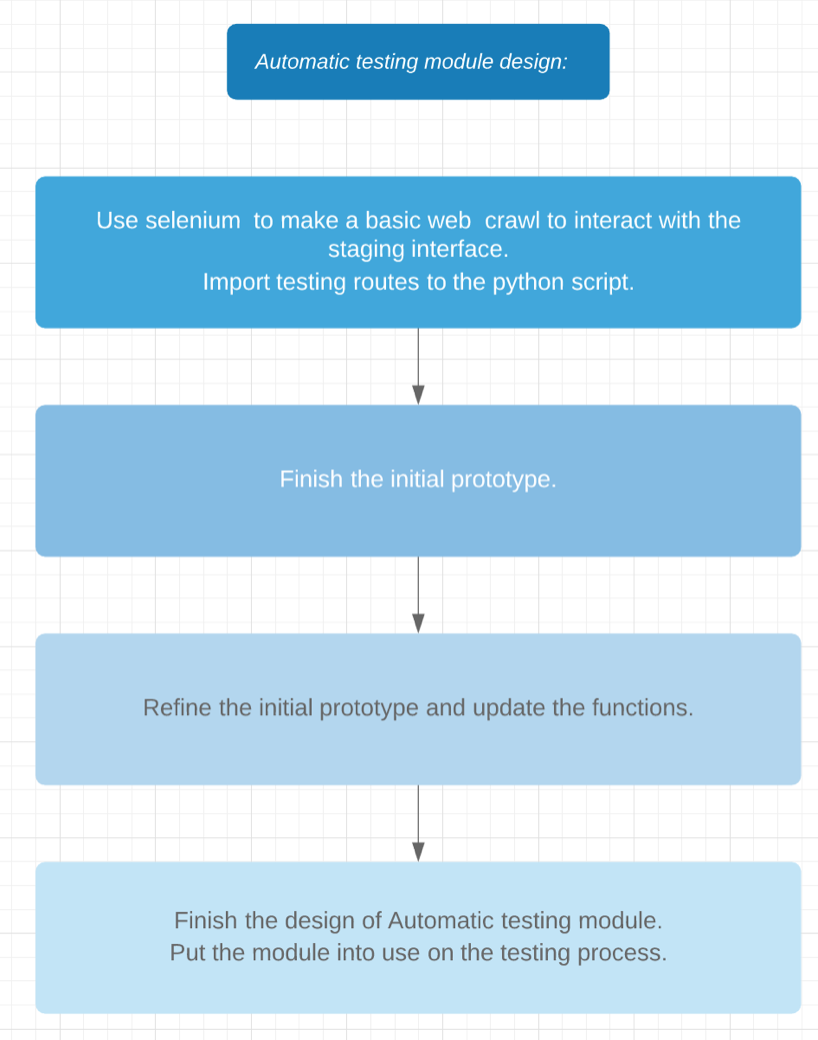 Automatic testing module design:
Use selenium  to make a basic web  crawl to interact with the
staging interface.
Import testing routes to the python script.
Finish the initial prototype.
Refine the initial prototype and update the functions.
Finish the design of Automatic testing module.
Put the module into use on the testing process.